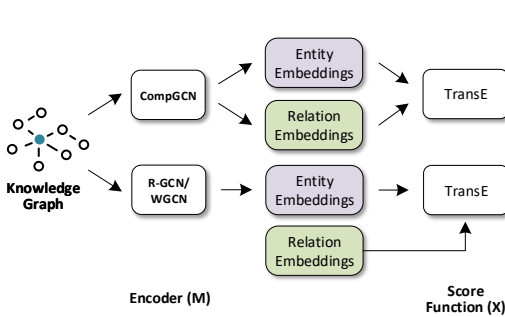 Entity
Embeddings
CompGCN
TransE
Relation
Embeddings
Knowledge
Graph
R-GCN/
WGCN
Entity
Embeddings
TransE
Relation
Embeddings
Encoder (M)
Score
Function (X)